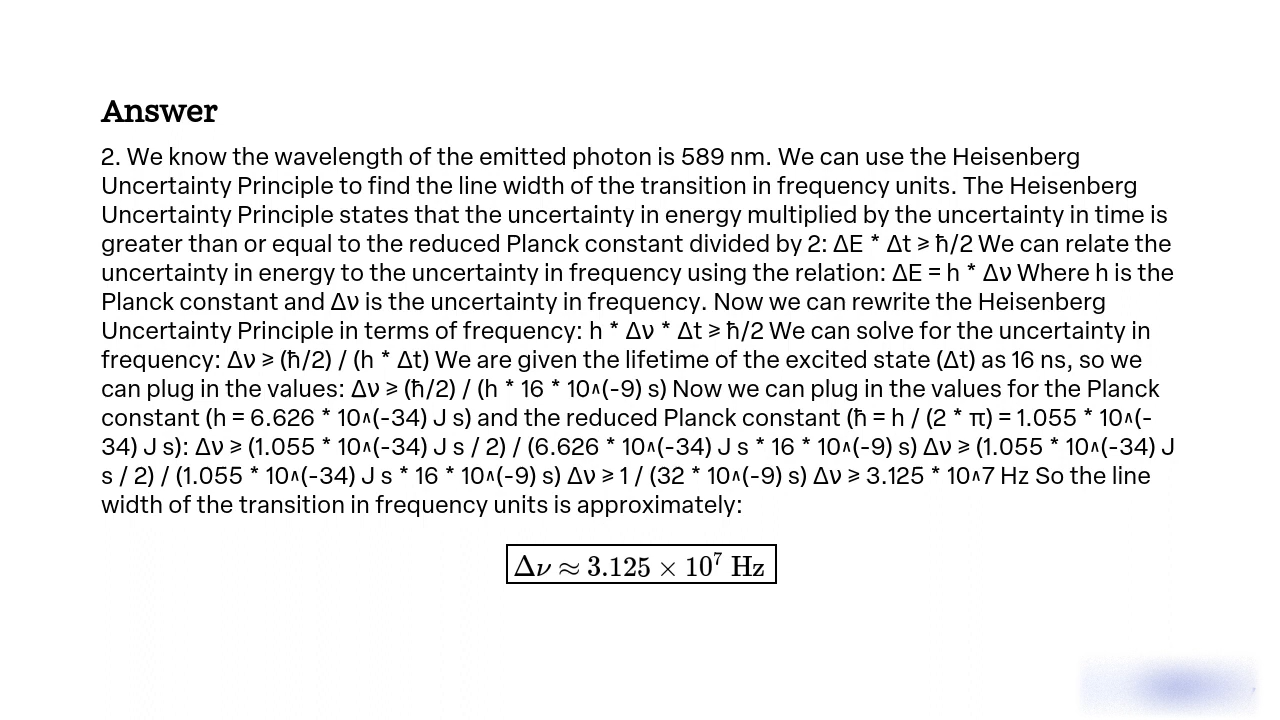 Answer
2. We know the wavelength of the emitted photon is 589 nm. We can use the Heisenberg
Uncertainty Principle to find the line width of the transition in frequency units. The Heisenberg
Uncertainty Principle states that the uncertainty in energy multiplied by the uncertainty in time is
greater than or equal to the reduced Planck constant divided by 2: ΔE * Δt ≥ ħ/2 We can relate the
uncertainty in energy to the uncertainty in frequency using the relation: ΔE = h * Δν Where h is the
Planck constant and Δν is the uncertainty in frequency. Now we can rewrite the Heisenberg
Uncertainty Principle in terms of frequency: h * Δν * Δt ≥ ħ/2 We can solve for the uncertainty in
frequency: Δν ≥ (ħ/2) / (h * Δt) We are given the lifetime of the excited state (Δt) as 16 ns, so we
can plug in the values: Δν ≥ (ħ/2) / (h * 16 * 10^(-9) s) Now we can plug in the values for the Planck
constant (h = 6.626 * 10^(-34) J s) and the reduced Planck constant (ħ = h / (2 * π) = 1.055 * 10^(-
34) J s): Δν ≥ (1.055 * 10^(-34) J s / 2) / (6.626 * 10^(-34) J s * 16 * 10^(-9) s) Δν ≥ (1.055 * 10^(-34) J
s / 2) / (1.055 * 10^(-34) J s * 16 * 10^(-9) s) Δν ≥ 1 / (32 * 10^(-9) s) Δν ≥ 3.125 * 10^7 Hz So the line
width of the transition in frequency units is approximately:
Δν ≈ 3.125 × 10⁷ Hz